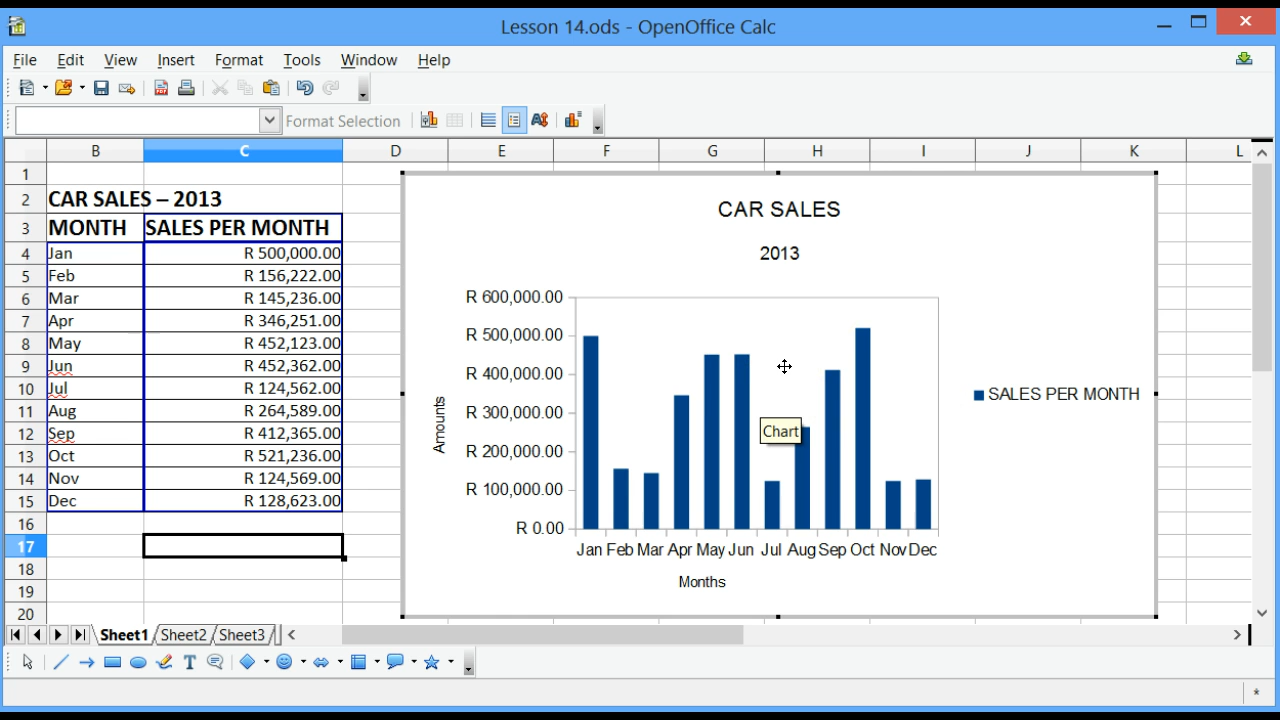 Lesson 14.ods - OpenOffice Calc
File Edit View Insert Format Tools Window Help
Format Selection
B C D E F G H I J K L
1
2 CAR SALES – 2013
3 MONTH SALES PER MONTH
4 Jan R 500,000.00
5 Feb R 156,222.00
6 Mar R 145,236.00
7 Apr R 346,251.00
8 May R 452,123.00
9 Jun R 452,362.00
10 Jul R 124,562.00
11 Aug R 264,589.00
12 Sep R 412,365.00
13 Oct R 521,236.00
14 Nov R 124,569.00
15 Dec R 128,623.00
16
17
18
19
20
CAR SALES
2013
R 600,000.00
R 500,000.00
R 400,000.00
R 300,000.00
R 200,000.00
R 100,000.00
R 0.00
Amounts
Chart
Jan Feb Mar Apr May Jun Jul Aug Sep Oct Nov Dec
Months
SALES PER MONTH
Sheet1 Sheet2 Sheet3
*